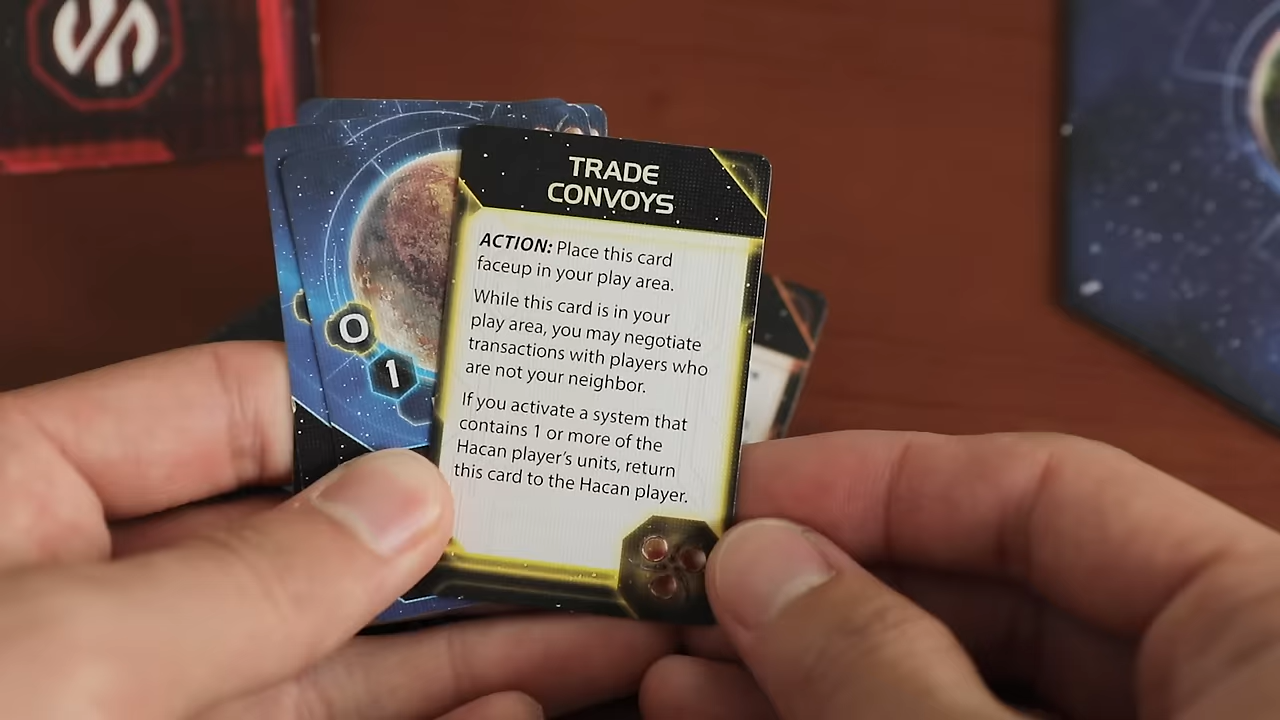 TRADE
CONVOYS
ACTION: Place this card
faceup in your play area.
While this card is in your
play area, you may negotiate
transactions with players who
are not your neighbor.
If you activate a system that
contains 1 or more of the
Hacan player's units, return
this card to the Hacan player.
0
1